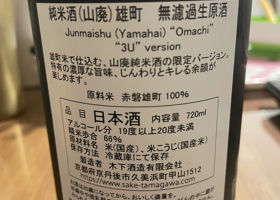 純米酒(山廃)雄町　無濾過生原酒
Junmaishu (Yamahai) "Omachi"
"3U" version
雄町米で仕込む、山廃純米酒の限定バージョン。
特有の濃厚な旨味、じんわりとキレる余韻が
楽しめます。
原料米　赤磐雄町 100%
品目 日本酒 内容量 720ml
アルコール分　19度以上20度未満
精米歩合　66%
原材料名　米(国産)、米こうじ(国産米)
保存方法　冷蔵庫にて保存
製造者　木下酒造有限会社
京都府京丹後市久美浜町甲山1512
https://www.sake-tamagawa.com